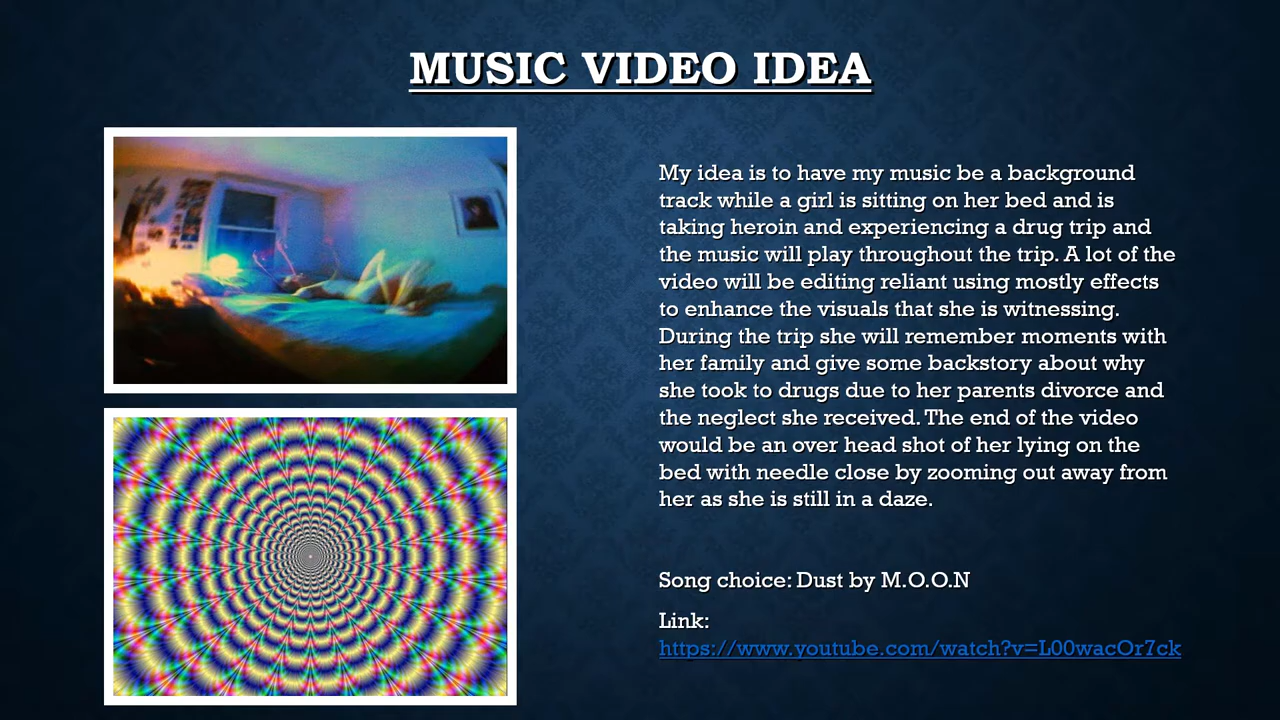 MUSIC VIDEO IDEA
My idea is to have my music be a background
track while a girl is sitting on her bed and is
taking heroin and experiencing a drug trip and
the music will play throughout the trip. A lot of the
video will be editing reliant using mostly effects
to enhance the visuals that she is witnessing.
During the trip she will remember moments with
her family and give some backstory about why
she took to drugs due to her parents divorce and
the neglect she received. The end of the video
would be an over head shot of her lying on the
bed with needle close by zooming out away from
her as she is still in a daze.
Song choice: Dust by M.O.O.N
Link:
https://www.youtube.com/watch?v=L00wacOr7ck